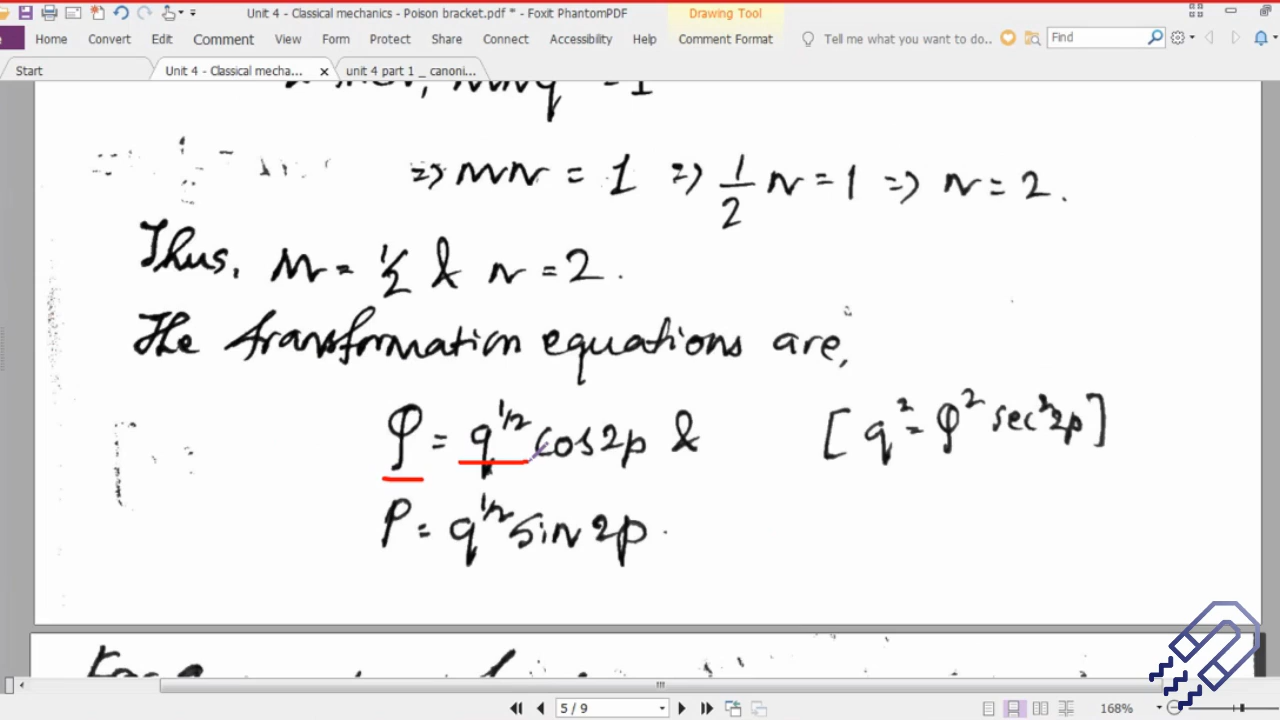 Unit 4 - Classical mechanics - Poison bracket.pdf * - Foxit PhantomPDF
Drawing Tool
Home Convert Edit Comment View Form Protect Share Connect Accessibility Help Comment Format Tell me what you want to do.. Find
Start Unit 4 - Classical mecha... × unit 4 part 1 _ canoni...
=> mn = 1 => 1/2 n = 1 => n = 2.
Thus, m = 1/2 & n = 2.
The transformation equations are,
Q = q^1/2 cos 2p & [q^2 = Q^2 sec^2 2p]
P = q^1/2 sin 2p.
5 / 9
168%